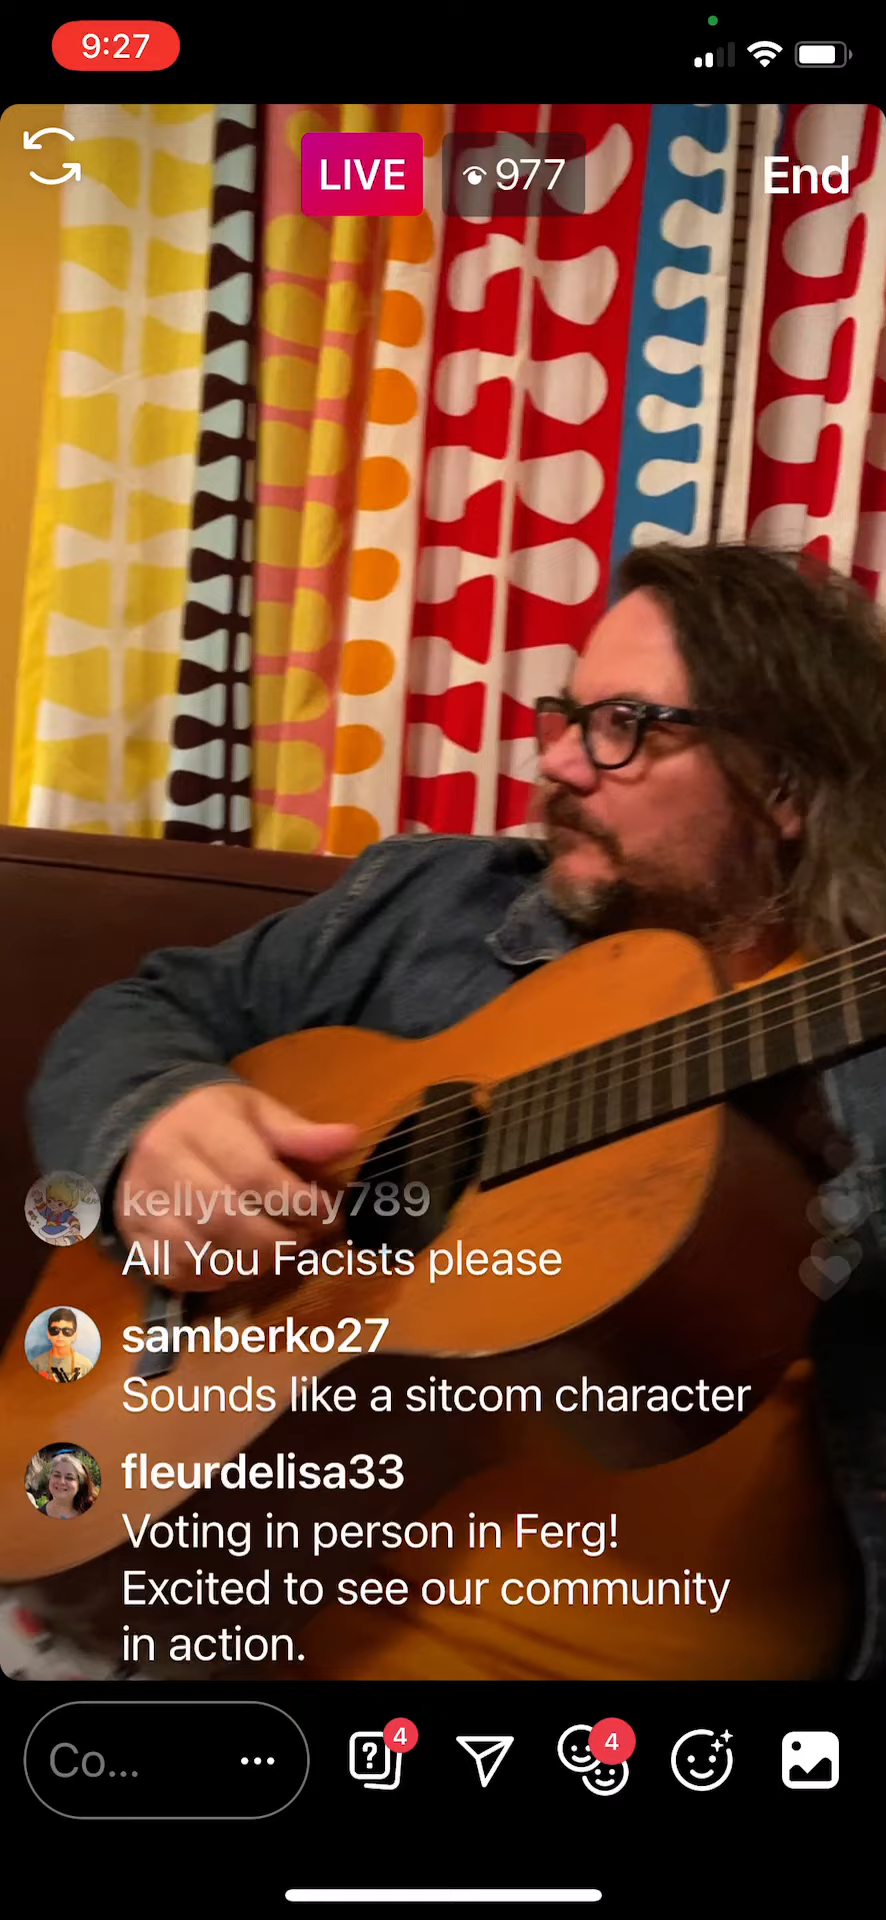 9:27
LIVE
977
End
kellyteddy789
All You Facists please
samberko27
Sounds like a sitcom character
fleurdelisa33
Voting in person in Ferg!
Excited to see our community
in action.
Co...
4
4